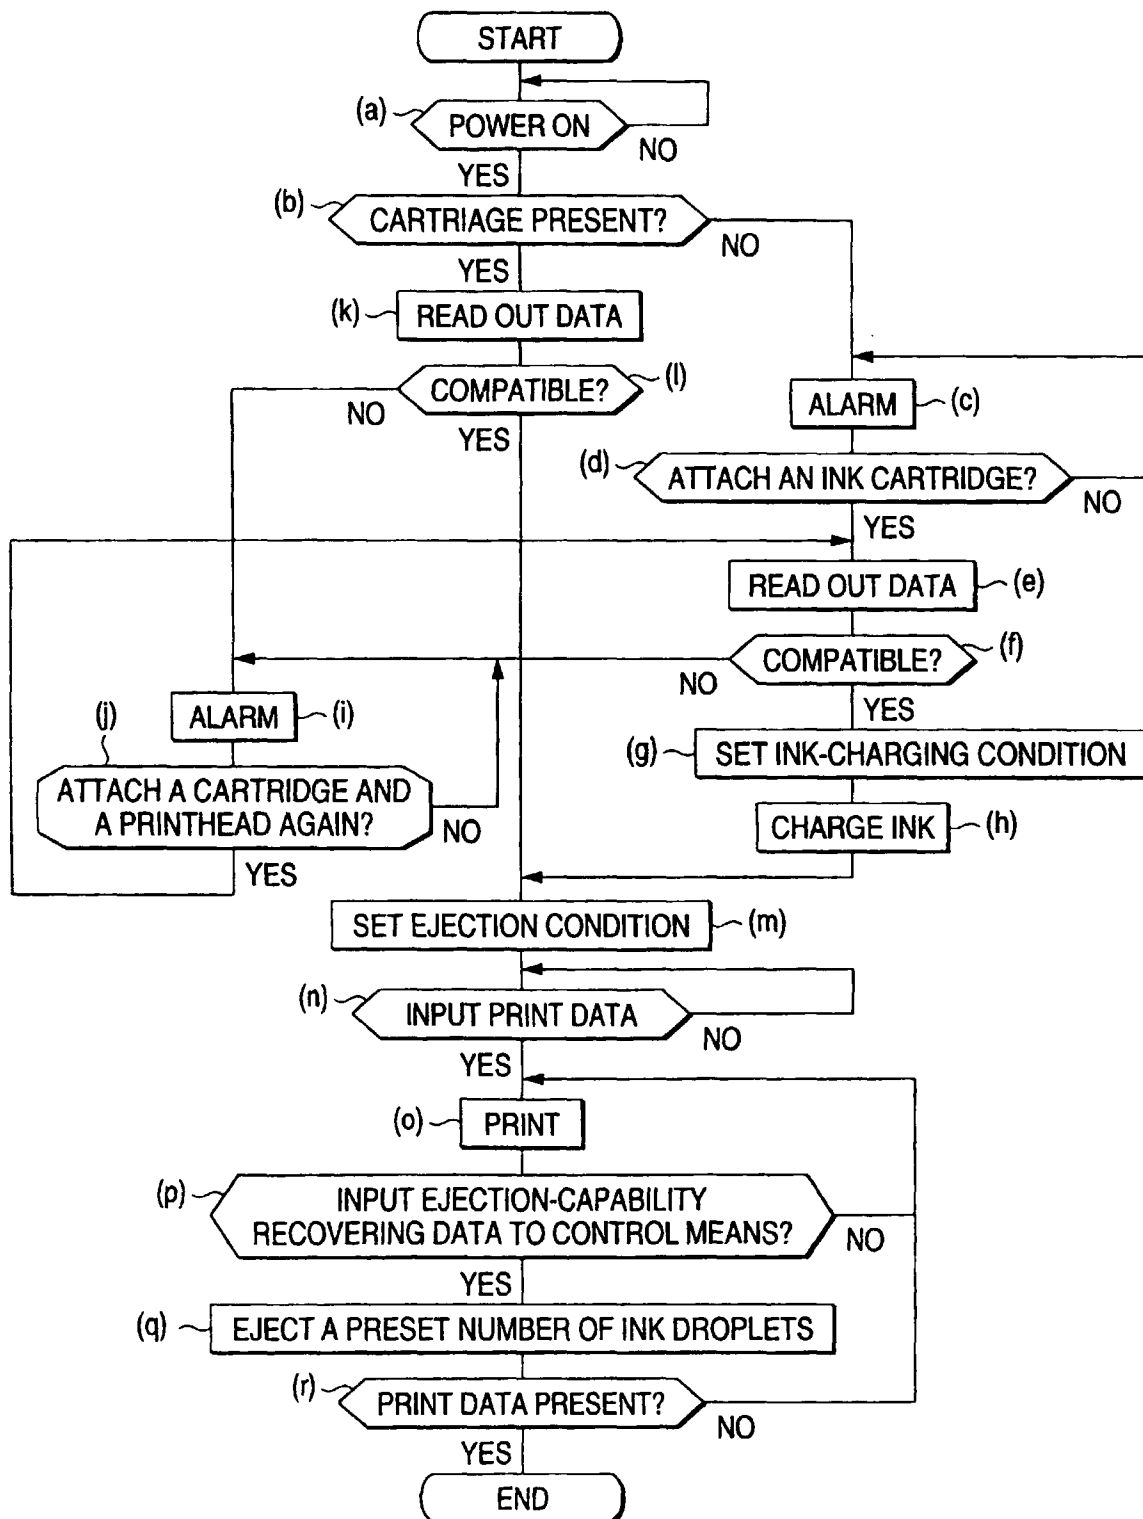 START
(a)
POWER ON
NO
YES
(b)
CARTRIAGE PRESENT?
NO
YES
(k)
READ OUT DATA
COMPATIBLE?
(l)
NO
YES
ALARM
(c)
(d)
ATTACH AN INK CARTRIDGE?
NO
YES
READ OUT DATA
(e)
COMPATIBLE?
(f)
NO
YES
(j)
ALARM
(i)
ATTACH A CARTRIDGE AND
A PRINTHEAD AGAIN?
NO
YES
(g)
SET INK-CHARGING CONDITION
CHARGE INK
(h)
SET EJECTION CONDITION
(m)
(n)
INPUT PRINT DATA
NO
YES
(o)
PRINT
(p)
INPUT EJECTION-CAPABILITY
RECOVERING DATA TO CONTROL MEANS?
NO
YES
(q)
EJECT A PRESET NUMBER OF INK DROPLETS
(r)
PRINT DATA PRESENT?
NO
YES
END